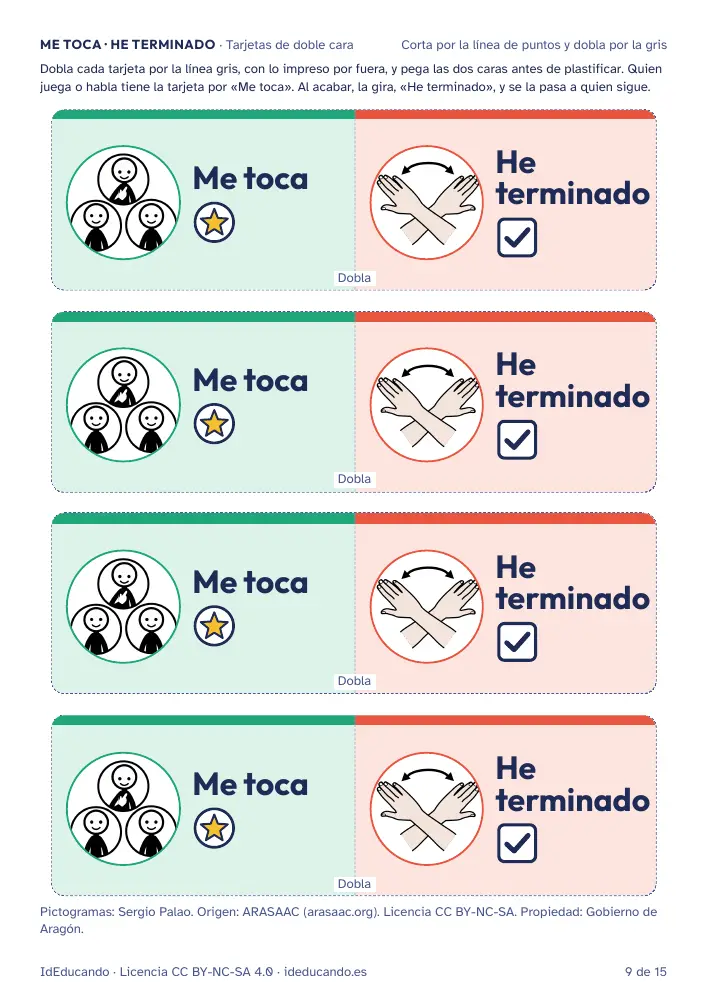 ME TOCA · HE TERMINADO · Tarjetas de doble cara
Corta por la línea de puntos y dobla por la gris
Dobla cada tarjeta por la línea gris, con lo impreso por fuera, y pega las dos caras antes de plastificar. Quien
juega o habla tiene la tarjeta por «Me toca». Al acabar, la gira, «He terminado», y se la pasa a quien sigue.
Me toca
He
terminado
Dobla
Me toca
He
terminado
Dobla
Me toca
He
terminado
Dobla
Me toca
He
terminado
Dobla
Pictogramas: Sergio Palao. Origen: ARASAAC (arasaac.org). Licencia CC BY-NC-SA. Propiedad: Gobierno de
Aragón.
IdEducando · Licencia CC BY-NC-SA 4.0 · ideducando.es
9 de 15